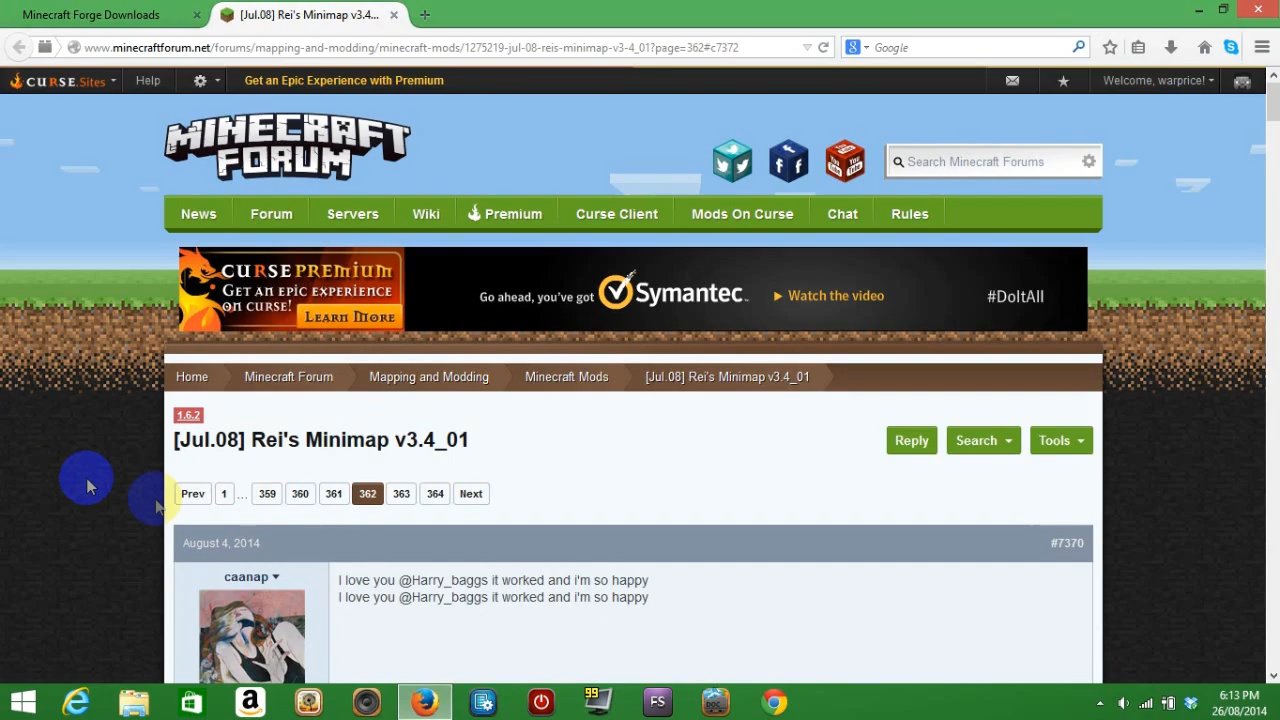 Minecraft Forge Downloads
[Jul.08] Rei's Minimap v3.4...
www.minecraftforum.net/forums/mapping-and-modding/minecraft-mods/1275219-jul-08-reis-minimap-v3-4_01?page=362#c7372
Google
CURSE.Sites
Help
Get an Epic Experience with Premium
Welcome, warprice!
MINECRAFT
FORUM
Search Minecraft Forums
News
Forum
Servers
Wiki
Premium
Curse Client
Mods On Curse
Chat
Rules
CURSE PREMIUM
GET AN EPIC EXPERIENCE
ON CURSE!
LEARN MORE
Go ahead, you've got
Symantec.
Watch the video
#DoItAll
Home
Minecraft Forum
Mapping and Modding
Minecraft Mods
[Jul.08] Rei's Minimap v3.4_01
1.6.2
[Jul.08] Rei's Minimap v3.4_01
Reply
Search
Tools
Prev 1 ... 359 360 361 362 363 364 Next
August 4, 2014
#7370
caanap
I love you @Harry_baggs it worked and i'm so happy
I love you @Harry_baggs it worked and i'm so happy
99
FS
DOC
6:13 PM
26/08/2014